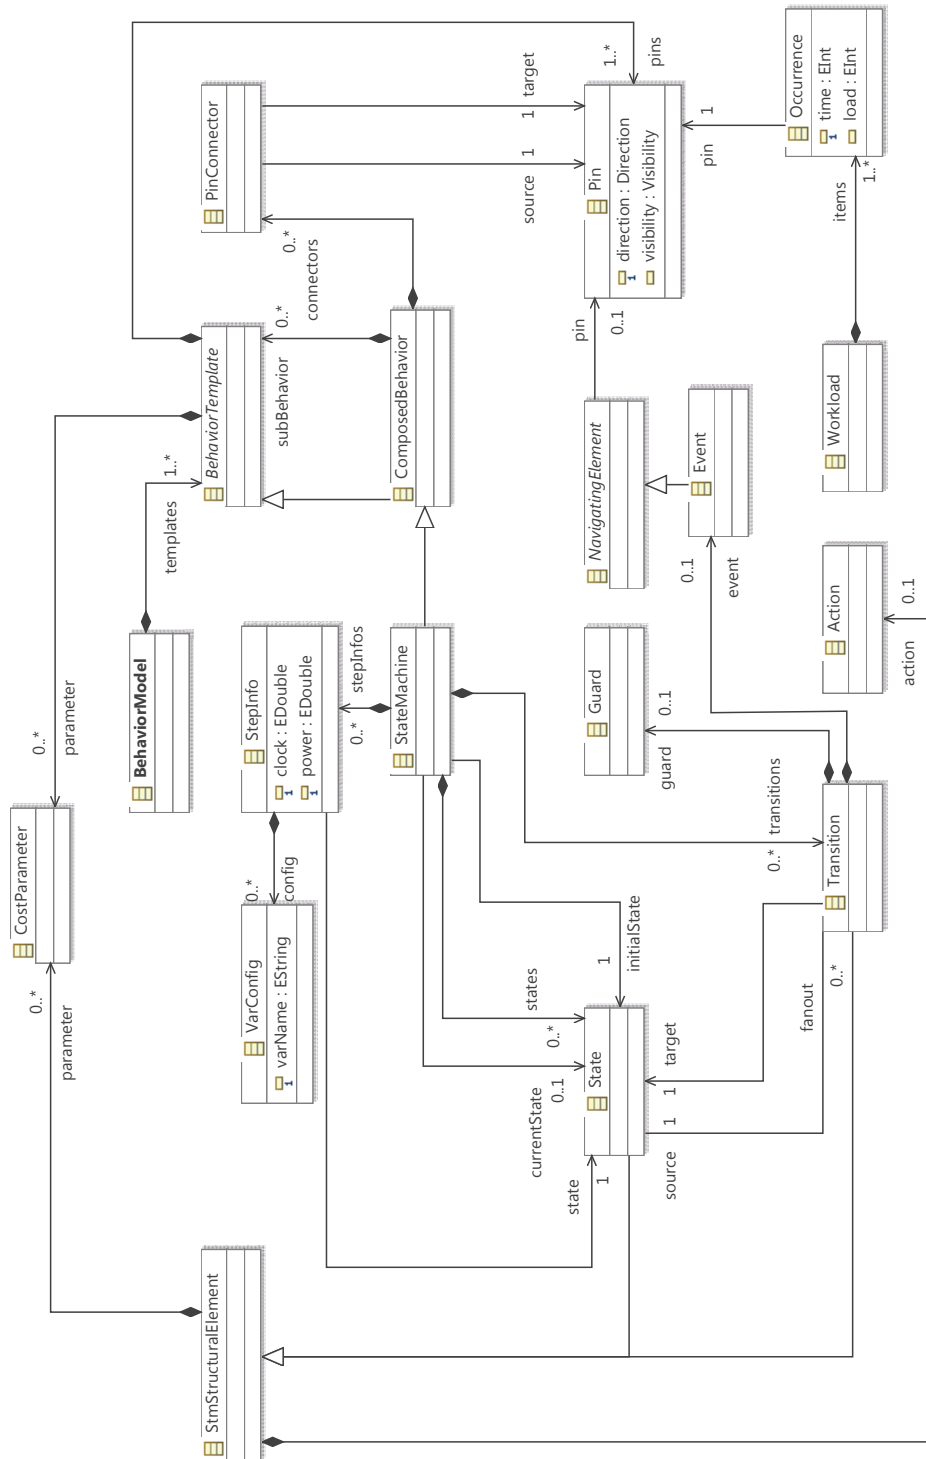 StmStructuralElement
parameter
0..*
CostParameter
0..*
parameter
BehaviorModel
templates
1..*
BehaviorTemplate
subBehavior
0..*
connectors
0..*
PinConnector
source
1
target
1
VarConfig
varName : EString
0..*
config
StepInfo
clock : EDouble
power : EDouble
0..*
stepInfos
StateMachine
ComposedBehavior
state
1
currentState
0..1
State
0..*
states
1
initialState
source
1
target
1
guard
0..1
Guard
NavigatingElement
pin
0..1
Pin
direction : Direction
visibility : Visibility
1..*
pins
0..1
event
Event
pin
1
fanout
0..*
Transition
0..*
transitions
action
0..1
Action
Workload
items
1..*
Occurrence
time : EInt
load : EInt